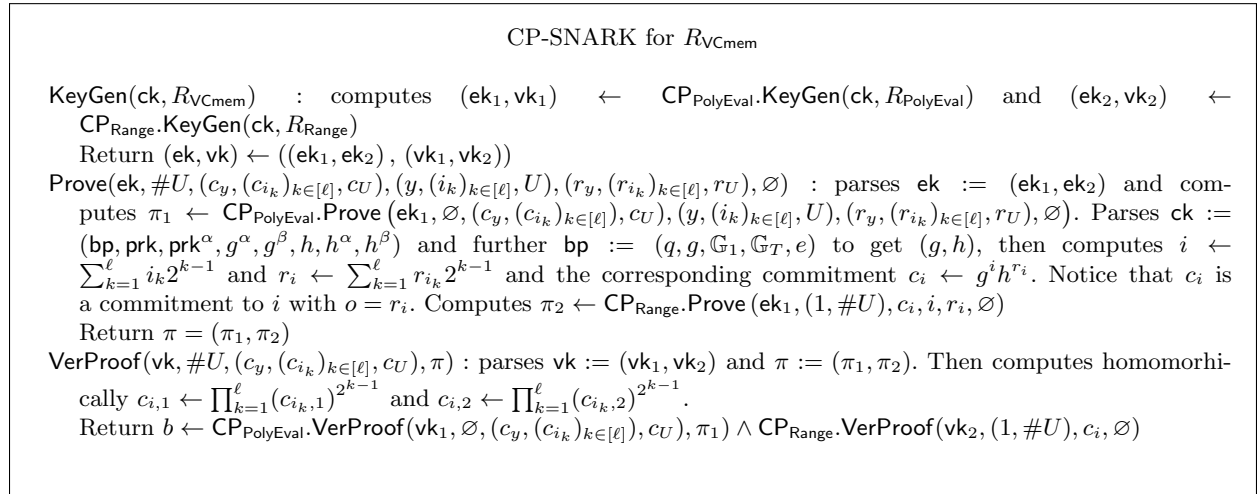 CP-SNARK for R_VCmem
KeyGen(ck, R_VCmem) : computes (ek_1, vk_1) ← CP_PolyEval.KeyGen(ck, R_PolyEval) and (ek_2, vk_2) ←
CP_Range.KeyGen(ck, R_Range)
Return (ek, vk) ← ((ek_1, ek_2) , (vk_1, vk_2))
Prove(ek, #U, (c_y, (c_{i_k})_{k∈[ℓ]}, c_U), (y, (i_k)_{k∈[ℓ]}, U), (r_y, (r_{i_k})_{k∈[ℓ]}, r_U), ∅) : parses ek := (ek_1, ek_2) and com-
putes π_1 ← CP_PolyEval.Prove (ek_1, ∅, (c_y, (c_{i_k})_{k∈[ℓ]}), c_U), (y, (i_k)_{k∈[ℓ]}, U), (r_y, (r_{i_k})_{k∈[ℓ]}, r_U), ∅). Parses ck :=
(bp, prk, prk^α, g^α, g^β, h, h^α, h^β) and further bp := (q, g, 𝔾_1, 𝔾_T, e) to get (g, h), then computes i ←
∑_{k=1}^{ℓ} i_k 2^{k−1} and r_i ← ∑_{k=1}^{ℓ} r_{i_k} 2^{k−1} and the corresponding commitment c_i ← g^i h^{r_i}. Notice that c_i is
a commitment to i with o = r_i. Computes π_2 ← CP_Range.Prove (ek_1, (1, #U), c_i, i, r_i, ∅)
Return π = (π_1, π_2)
VerProof(vk, #U, (c_y, (c_{i_k})_{k∈[ℓ]}, c_U), π) : parses vk := (vk_1, vk_2) and π := (π_1, π_2). Then computes homomorhi-
cally c_{i,1} ← ∏_{k=1}^{ℓ} (c_{i_k,1})^{2^{k−1}} and c_{i,2} ← ∏_{k=1}^{ℓ} (c_{i_k,2})^{2^{k−1}}.
Return b ← CP_PolyEval.VerProof(vk_1, ∅, (c_y, (c_{i_k})_{k∈[ℓ]}), c_U), π_1) ∧ CP_Range.VerProof(vk_2, (1, #U), c_i, ∅)